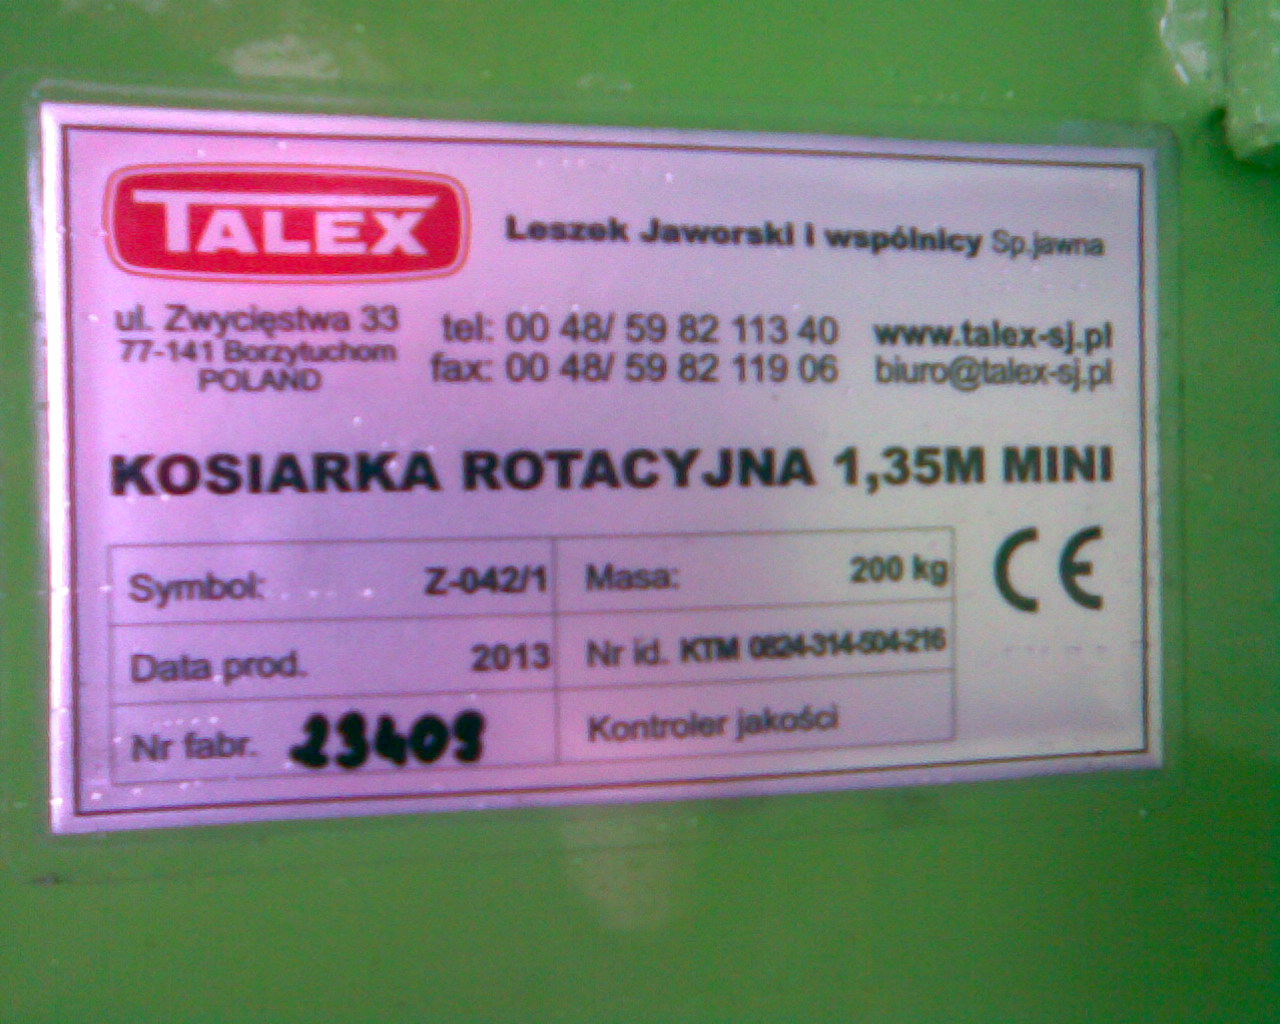 TALEX
Leszek Jaworski i wspólnicy Sp.jawna
ul. Zwycięstwa 33
77-141 Borzytuchom
POLAND
tel: 00 48/ 59 82 113 40
fax: 00 48/ 59 82 119 06
www.talex-sj.pl
biuro@talex-sj.pl
KOSIARKA ROTACYJNA 1,35M MINI
Symbol: Z-042/1 Masa: 200 kg
Data prod. 2013 Nr id. KTM 0824-314-504-216
Nr fabr. 23409 Kontroler jakości
CE